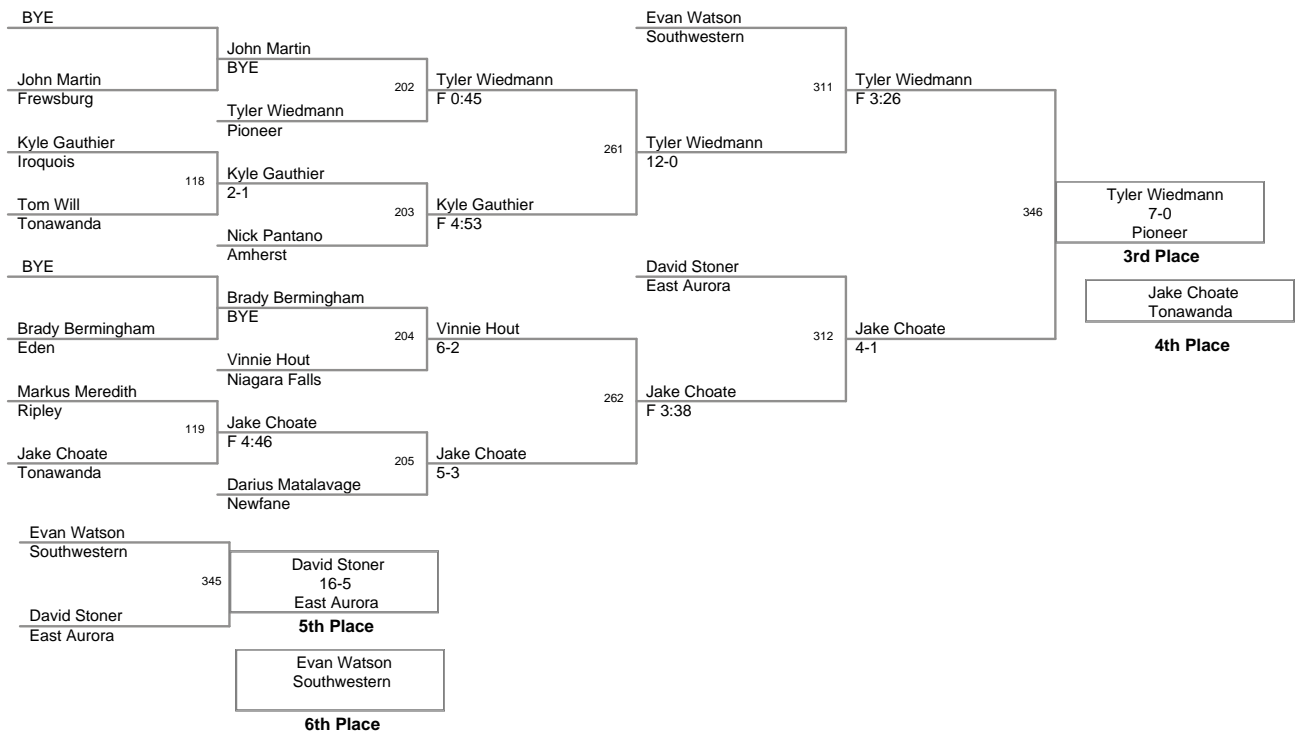 BYE
John Martin
Frewsburg
Kyle Gauthier
Iroquois
118
Tom Will
Tonawanda
BYE
Brady Bermingham
Eden
Markus Meredith
Ripley
119
Jake Choate
Tonawanda
John Martin
BYE
202
Tyler Wiedmann
Pioneer
Kyle Gauthier
2-1
203
Nick Pantano
Amherst
Brady Bermingham
BYE
204
Vinnie Hout
Niagara Falls
Jake Choate
F 4:46
205
Darius Matalavage
Newfane
Tyler Wiedmann
F 0:45
261
Kyle Gauthier
F 4:53
Vinnie Hout
6-2
262
Jake Choate
5-3
Evan Watson
Southwestern
311
Tyler Wiedmann
12-0
David Stoner
East Aurora
312
Jake Choate
F 3:38
Tyler Wiedmann
F 3:26
346
Jake Choate
4-1
Tyler Wiedmann
7-0
Pioneer
3rd Place
Jake Choate
Tonawanda
4th Place
Evan Watson
Southwestern
345
David Stoner
East Aurora
David Stoner
16-5
East Aurora
5th Place
Evan Watson
Southwestern
6th Place